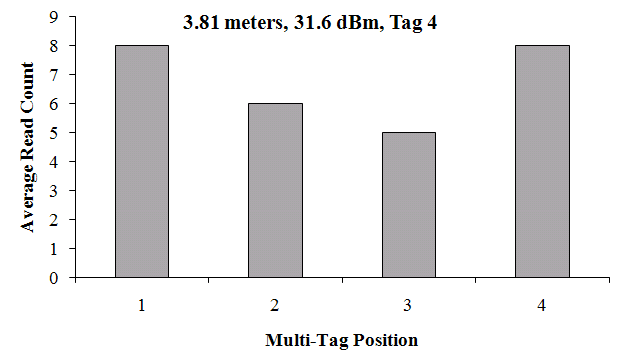 3.81 meters, 31.6 dBm, Tag 4
9
8
7
6
5
4
3
2
1
0
Average Read Count
1 2 3 4
Multi-Tag Position